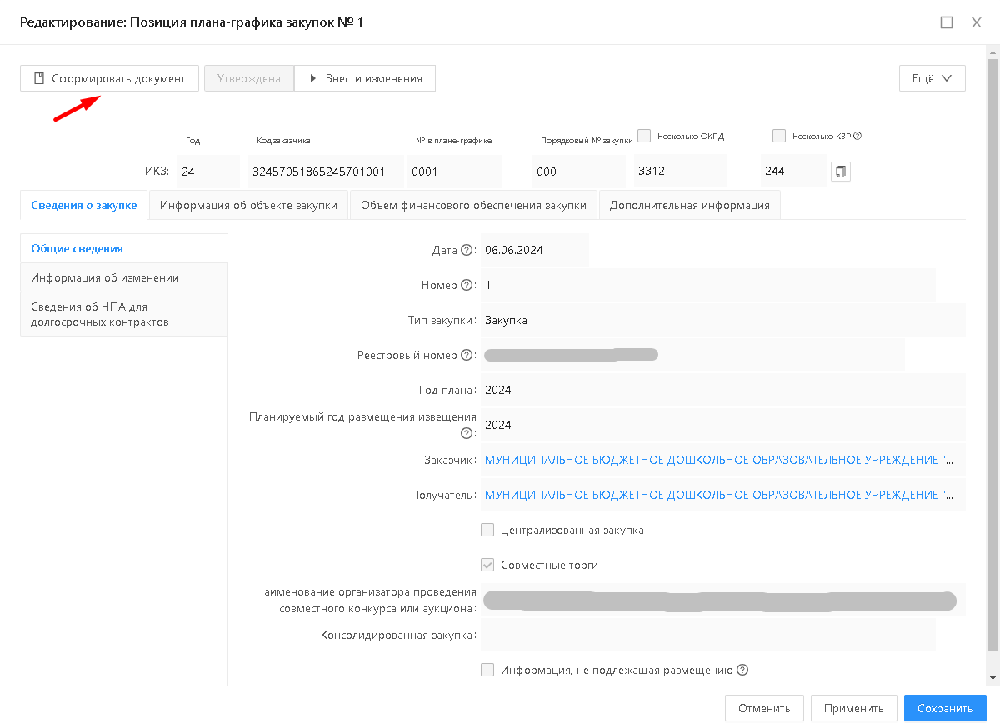 Редактирование: Позиция плана-графика закупок № 1
Сформировать документ
Утверждена
Внести изменения
Ещё
Год
Код заказчика
№ в плане-графике
Порядковый № закупки
Несколько ОКПД
Несколько КВР
ИКЗ:
24
32457051865245701001
0001
000
3312
244
Сведения о закупке
Информация об объекте закупки
Объем финансового обеспечения закупки
Дополнительная информация
Общие сведения
Информация об изменении
Сведения об НПА для
долгосрочных контрактов
Дата ?: 06.06.2024
Номер ?: 1
Тип закупки: Закупка
Реестровый номер ?:
Год плана: 2024
Планируемый год размещения извещения
?: 2024
Заказчик: МУНИЦИПАЛЬНОЕ БЮДЖЕТНОЕ ДОШКОЛЬНОЕ ОБРАЗОВАТЕЛЬНОЕ УЧРЕЖДЕНИЕ "...
Получатель: МУНИЦИПАЛЬНОЕ БЮДЖЕТНОЕ ДОШКОЛЬНОЕ ОБРАЗОВАТЕЛЬНОЕ УЧРЕЖДЕНИЕ "...
Централизованная закупка
Совместные торги
Наименование организатора проведения
совместного конкурса или аукциона:
Консолидированная закупка:
Информация, не подлежащая размещению ?
Отменить
Применить
Сохранить